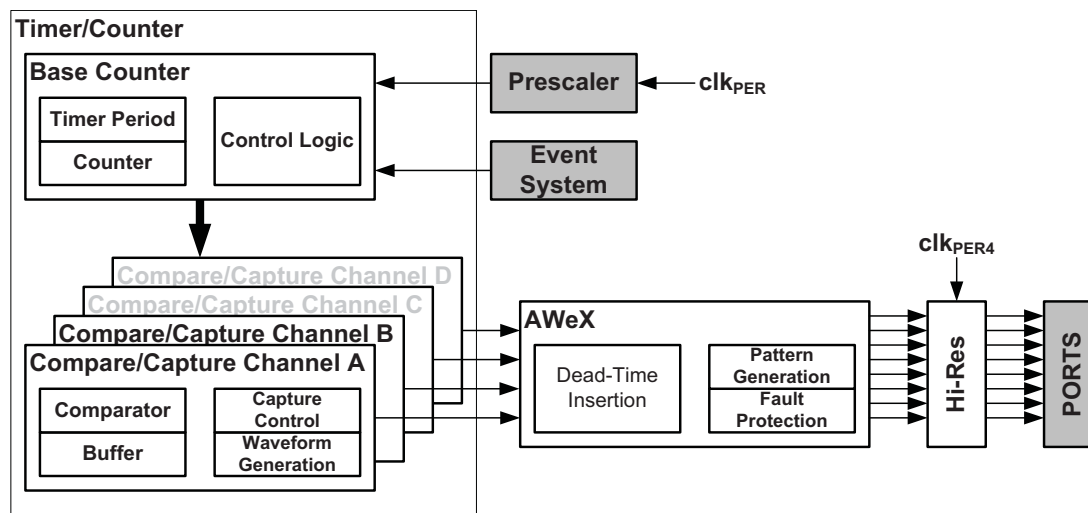 Timer/Counter
Base Counter
Timer Period
Counter
Control Logic
Prescaler
clkPER
Event
System
Compare/Capture Channel D
Compare/Capture Channel C
Compare/Capture Channel B
Compare/Capture Channel A
Comparator
Buffer
Capture
Control
Waveform
Generation
AWeX
Dead-Time
Insertion
Pattern
Generation
Fault
Protection
clkPER4
Hi-Res
PORTS